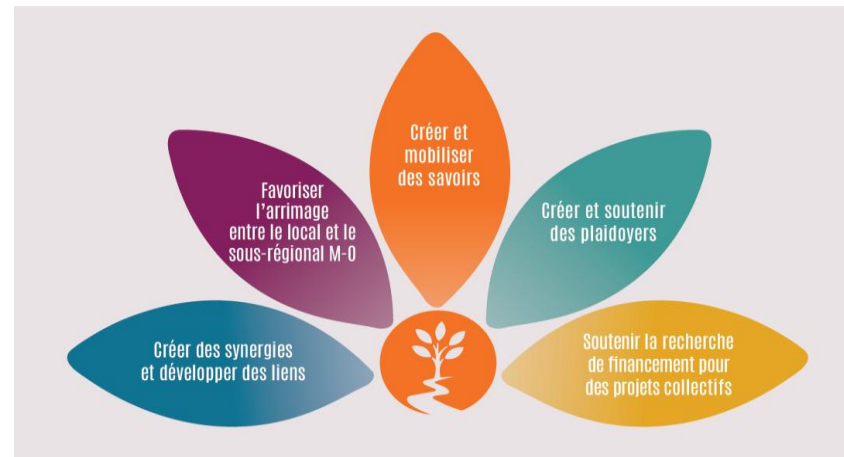 Créer et
mobiliser
des savoirs
Favoriser
l'arrimage
entre le local et le
sous-régional M-O
Créer et soutenir
des plaidoyers
Créer des synergies
et développer des liens
Soutenir la recherche
de financement pour
des projets collectifs